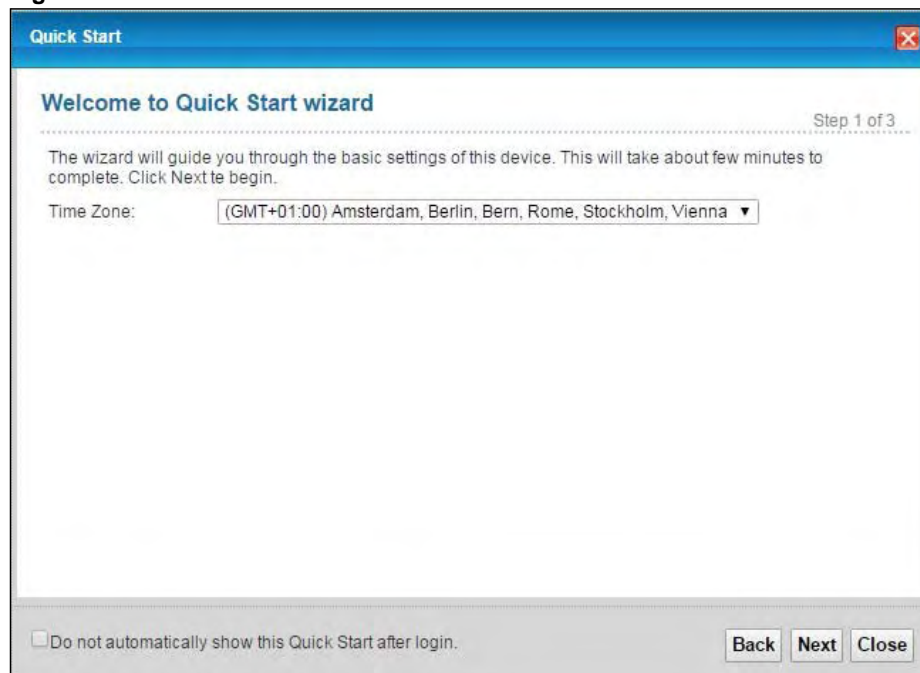 Quick Start
Welcome to Quick Start wizard
Step 1 of 3
The wizard will guide you through the basic settings of this device. This will take about few minutes to
complete. Click Next te begin.
Time Zone: (GMT+01:00) Amsterdam, Berlin, Bern, Rome, Stockholm, Vienna
Do not automatically show this Quick Start after login.
Back Next Close